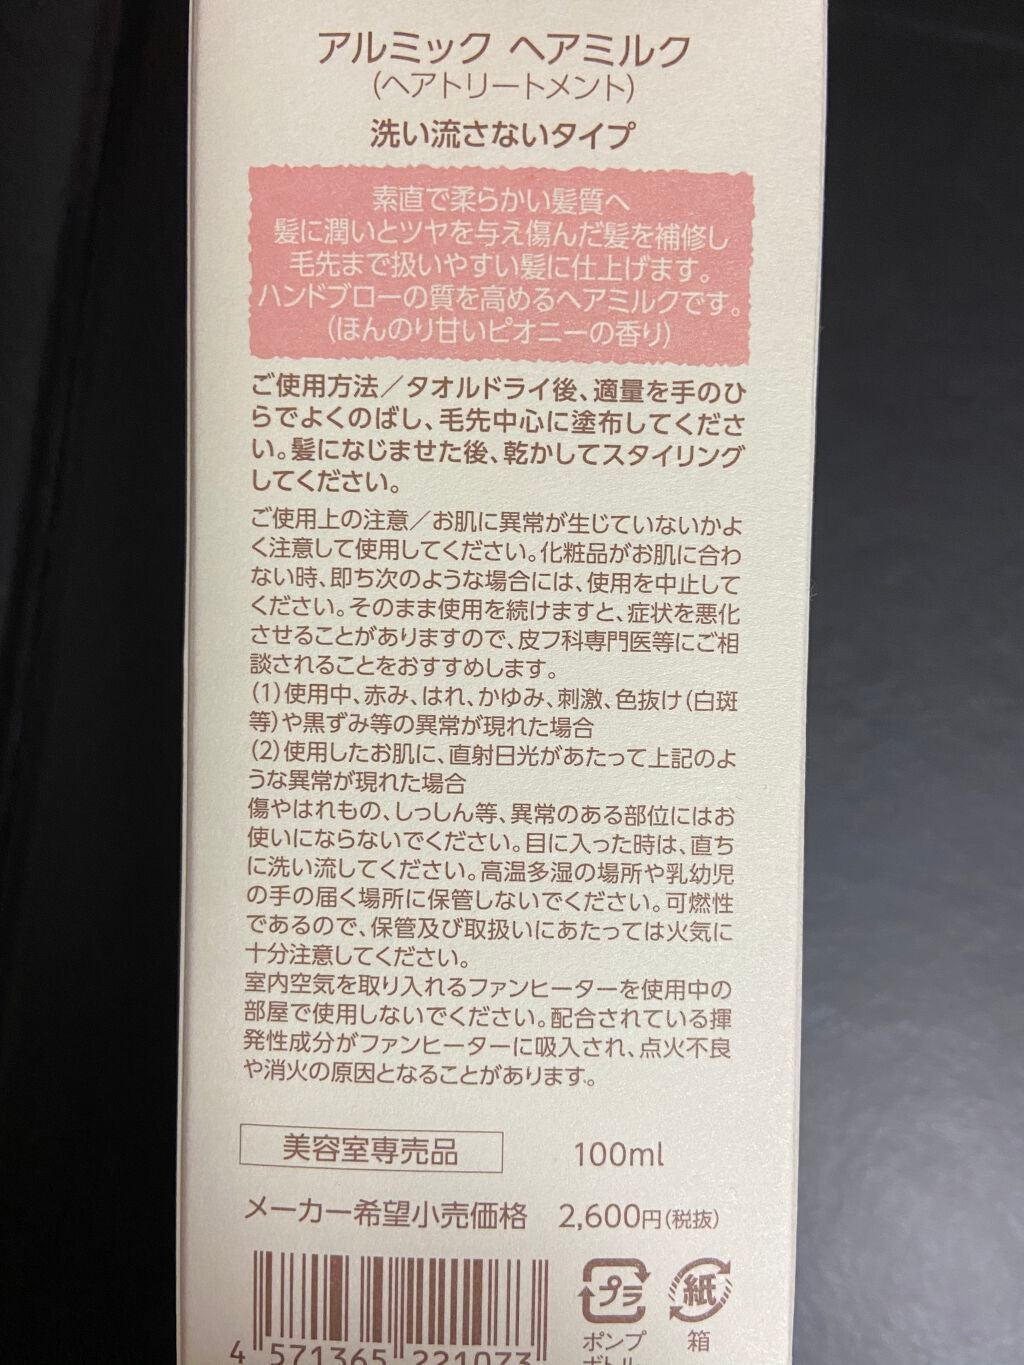 アルミック ヘアミルク
(ヘアトリートメント)
洗い流さないタイプ
素直で柔らかい髪質へ
髪に潤いとツヤを与え傷んだ髪を補修し
毛先まで扱いやすい髪に仕上げます。
ハンドブローの質を高めるヘアミルクです。
(ほんのり甘いピオニーの香り)
ご使用方法／タオルドライ後、適量を手のひ
らでよくのばし、毛先中心に塗布してくださ
い。髪になじませた後、乾かしてスタイリング
してください。
ご使用上の注意／お肌に異常が生じていないかよ
く注意して使用してください。化粧品がお肌に合わ
ない時、即ち次のような場合には、使用を中止して
ください。そのまま使用を続けますと、症状を悪化
させることがありますので、皮フ科専門医等にご相
談されることをおすすめします。
(1)使用中、赤み、はれ、かゆみ、刺激、色抜け(白斑
等)や黒ずみ等の異常が現れた場合
(2)使用したお肌に、直射日光があたって上記のよ
うな異常が現れた場合
傷やはれもの、しっしん等、異常のある部位にはお
使いにならないでください。目に入った時は、直ち
に洗い流してください。高温多湿の場所や乳幼児
の手の届く場所に保管しないでください。可燃性
であるので、保管及び取扱いにあたっては火気に
十分注意してください。
室内空気を取り入れるファンヒーターを使用中の
部屋で使用しないでください。配合されている揮
発性成分がファンヒーターに吸入され、点火不良
や消火の原因となることがあります。
美容室専売品 100ml
メーカー希望小売価格 2,600円(税抜)
プラ 紙
ポンプ 箱
ボトル
4 571365 221073